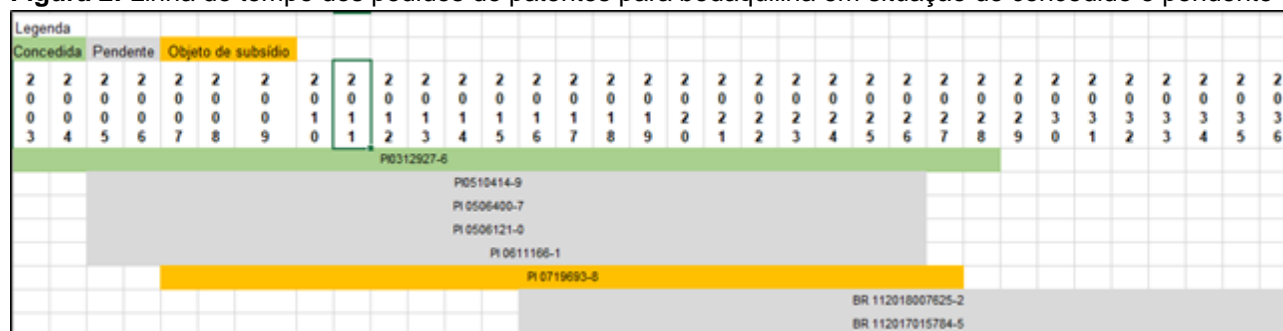 Figura 2. Linha do tempo dos pedidos de patentes para bedaquilina em situação de concedido e pendente
Legenda
Concedida Pendente Objeto de subsídio
2003 2004 2005 2006 2007 2008 2009 2010 2011 2012 2013 2014 2015 2016 2017 2018 2019 2020 2021 2022 2023 2024 2025 2026 2027 2028 2029 2030 2031 2032 2033 2034 2035 2036
PI0312927-6
PI0510414-9
PI 0506400-7
PI 0506121-0
PI 0611166-1
PI 0719693-8
BR 112018007625-2
BR 112017015784-5